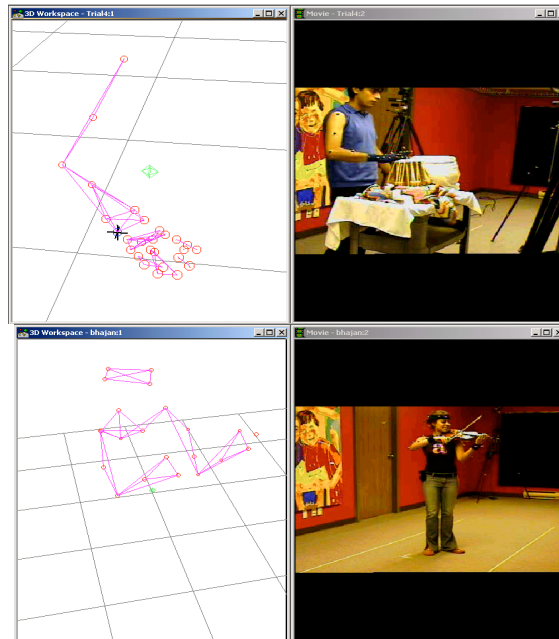 3D Workspace - Trial4:1
Movie - Trial4:2
3D Workspace - bhajan:1
Movie - bhajan:2